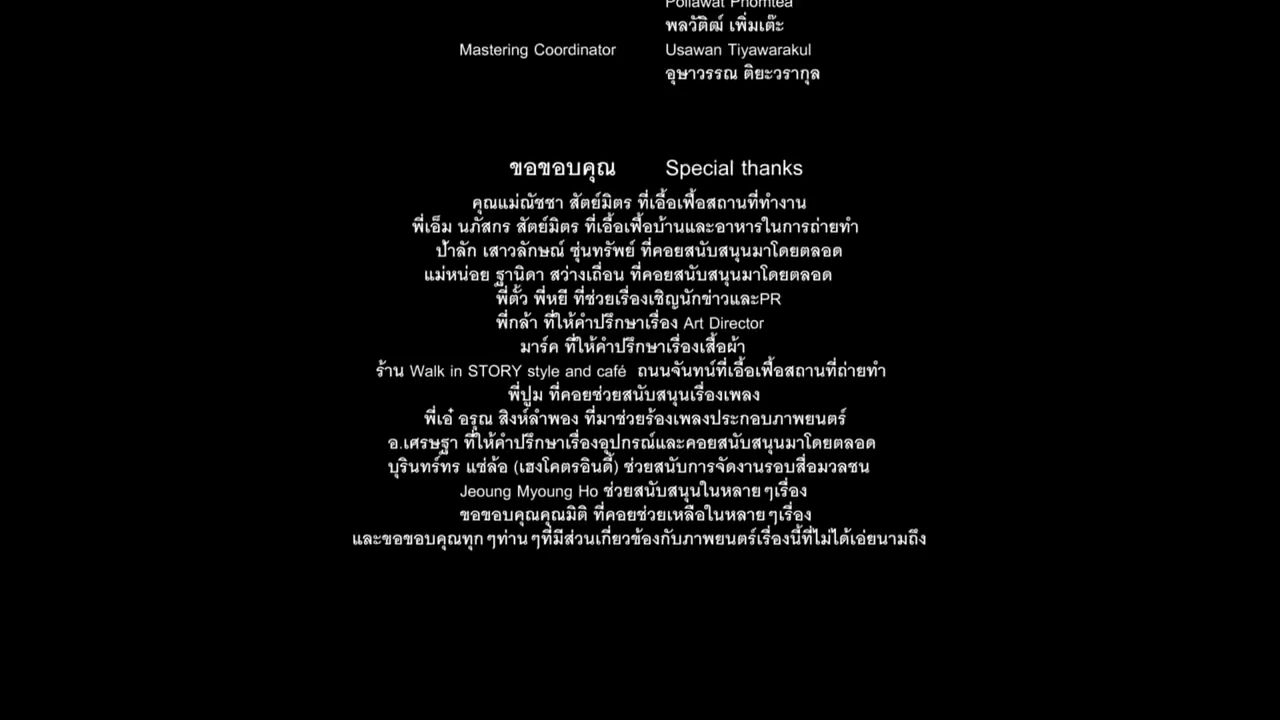 Pollawat Phomtea
พลวัติฒ์ เพิ่มเต๊ะ
Mastering Coordinator Usawan Tiyawarakul
อุษาวรรณ ติยะวรากุล
ขอขอบคุณ Special thanks
คุณแม่ณัชชา สัตย์มิตร ที่เอื้อเฟื้อสถานที่ทำงาน
พี่เอ็ม นภัสกร สัตย์มิตร ที่เอื้อเฟื้อบ้านและอาหารในการถ่ายทำ
ป้าลัก เสาวลักษณ์ ซุ่นทรัพย์ ที่คอยสนับสนุนมาโดยตลอด
แม่หน่อย ฐานิดา สว่างเถื่อน ที่คอยสนับสนุนมาโดยตลอด
พี่ตั้ว พี่หยี ที่ช่วยเรื่องเชิญนักข่าวและPR
พี่กล้า ที่ให้คำปรึกษาเรื่อง Art Director
มาร์ค ที่ให้คำปรึกษาเรื่องเสื้อผ้า
ร้าน Walk in STORY style and café ถนนจันทน์ที่เอื้อเฟื้อสถานที่ถ่ายทำ
พี่ปูม ที่คอยช่วยสนับสนุนเรื่องเพลง
พี่เอ๋ อรุณ สิงห์ลำพอง ที่มาช่วยร้องเพลงประกอบภาพยนตร์
อ.เศรษฐา ที่ให้คำปรึกษาเรื่องอุปกรณ์และคอยสนับสนุนมาโดยตลอด
บุรินทร์ทร แซ่ล้อ (เฮงโคตรอินดี้) ช่วยสนับการจัดงานรอบสื่อมวลชน
Jeoung Myoung Ho ช่วยสนับสนุนในหลายๆเรื่อง
ขอขอบคุณคุณมิติ ที่คอยช่วยเหลือในหลายๆเรื่อง
และขอขอบคุณทุกๆท่านๆที่มีส่วนเกี่ยวข้องกับภาพยนตร์เรื่องนี้ที่ไม่ได้เอ่ยนามถึง